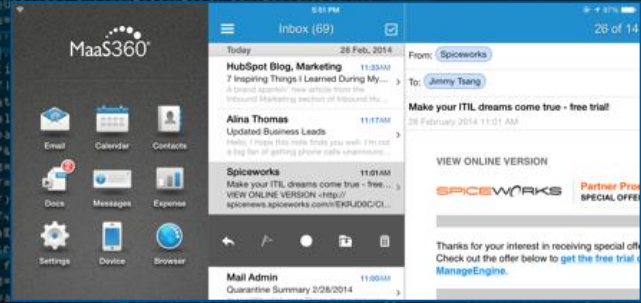 5:51 PM
97%
MaaS360
Email
Calendar
Contacts
2
Docs
Messages
Expense
Settings
Device
Browser
Inbox (69)
Today 28 Feb, 2014
HubSpot Blog, Marketing 11:33AM
7 Inspiring Things I Learned During My...
A brand spankin' new article from the
Inbound Marketing section of Inbound Hu...
Alina Thomas 11:17AM
Updated Business Leads
Hello, I hope this note finds you well. I'm not
a big fan of getting phone calls unannounc...
Spiceworks 11:01AM
Make your ITIL dreams come true - free...
VIEW ONLINE VERSION <http://
spicenews.spiceworks.com/r/EKRJD0C/CI...
Mail Admin 11:00AM
Quarantine Summary 2/28/2014
26 of 14
From: Spiceworks
To: Jimmy Tsang
Make your ITIL dreams come true - free trial!
28 February 2014 11:01 AM
VIEW ONLINE VERSION
SPICEWORKS
Partner Pro
SPECIAL OFFE
Thanks for your interest in receiving special off
Check out the offer below to get the free trial
ManageEngine.